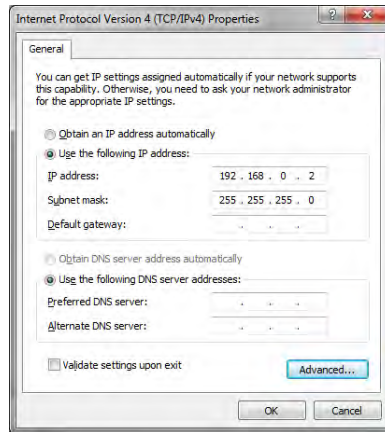 Internet Protocol Version 4 (TCP/IPv4) Properties
General
You can get IP settings assigned automatically if your network supports
this capability. Otherwise, you need to ask your network administrator
for the appropriate IP settings.
Obtain an IP address automatically
Use the following IP address:
IP address: 192 . 168 . 0 . 2
Subnet mask: 255 . 255 . 255 . 0
Default gateway: . . .
Obtain DNS server address automatically
Use the following DNS server addresses:
Preferred DNS server: . . .
Alternate DNS server: . . .
Validate settings upon exit
Advanced...
OK Cancel